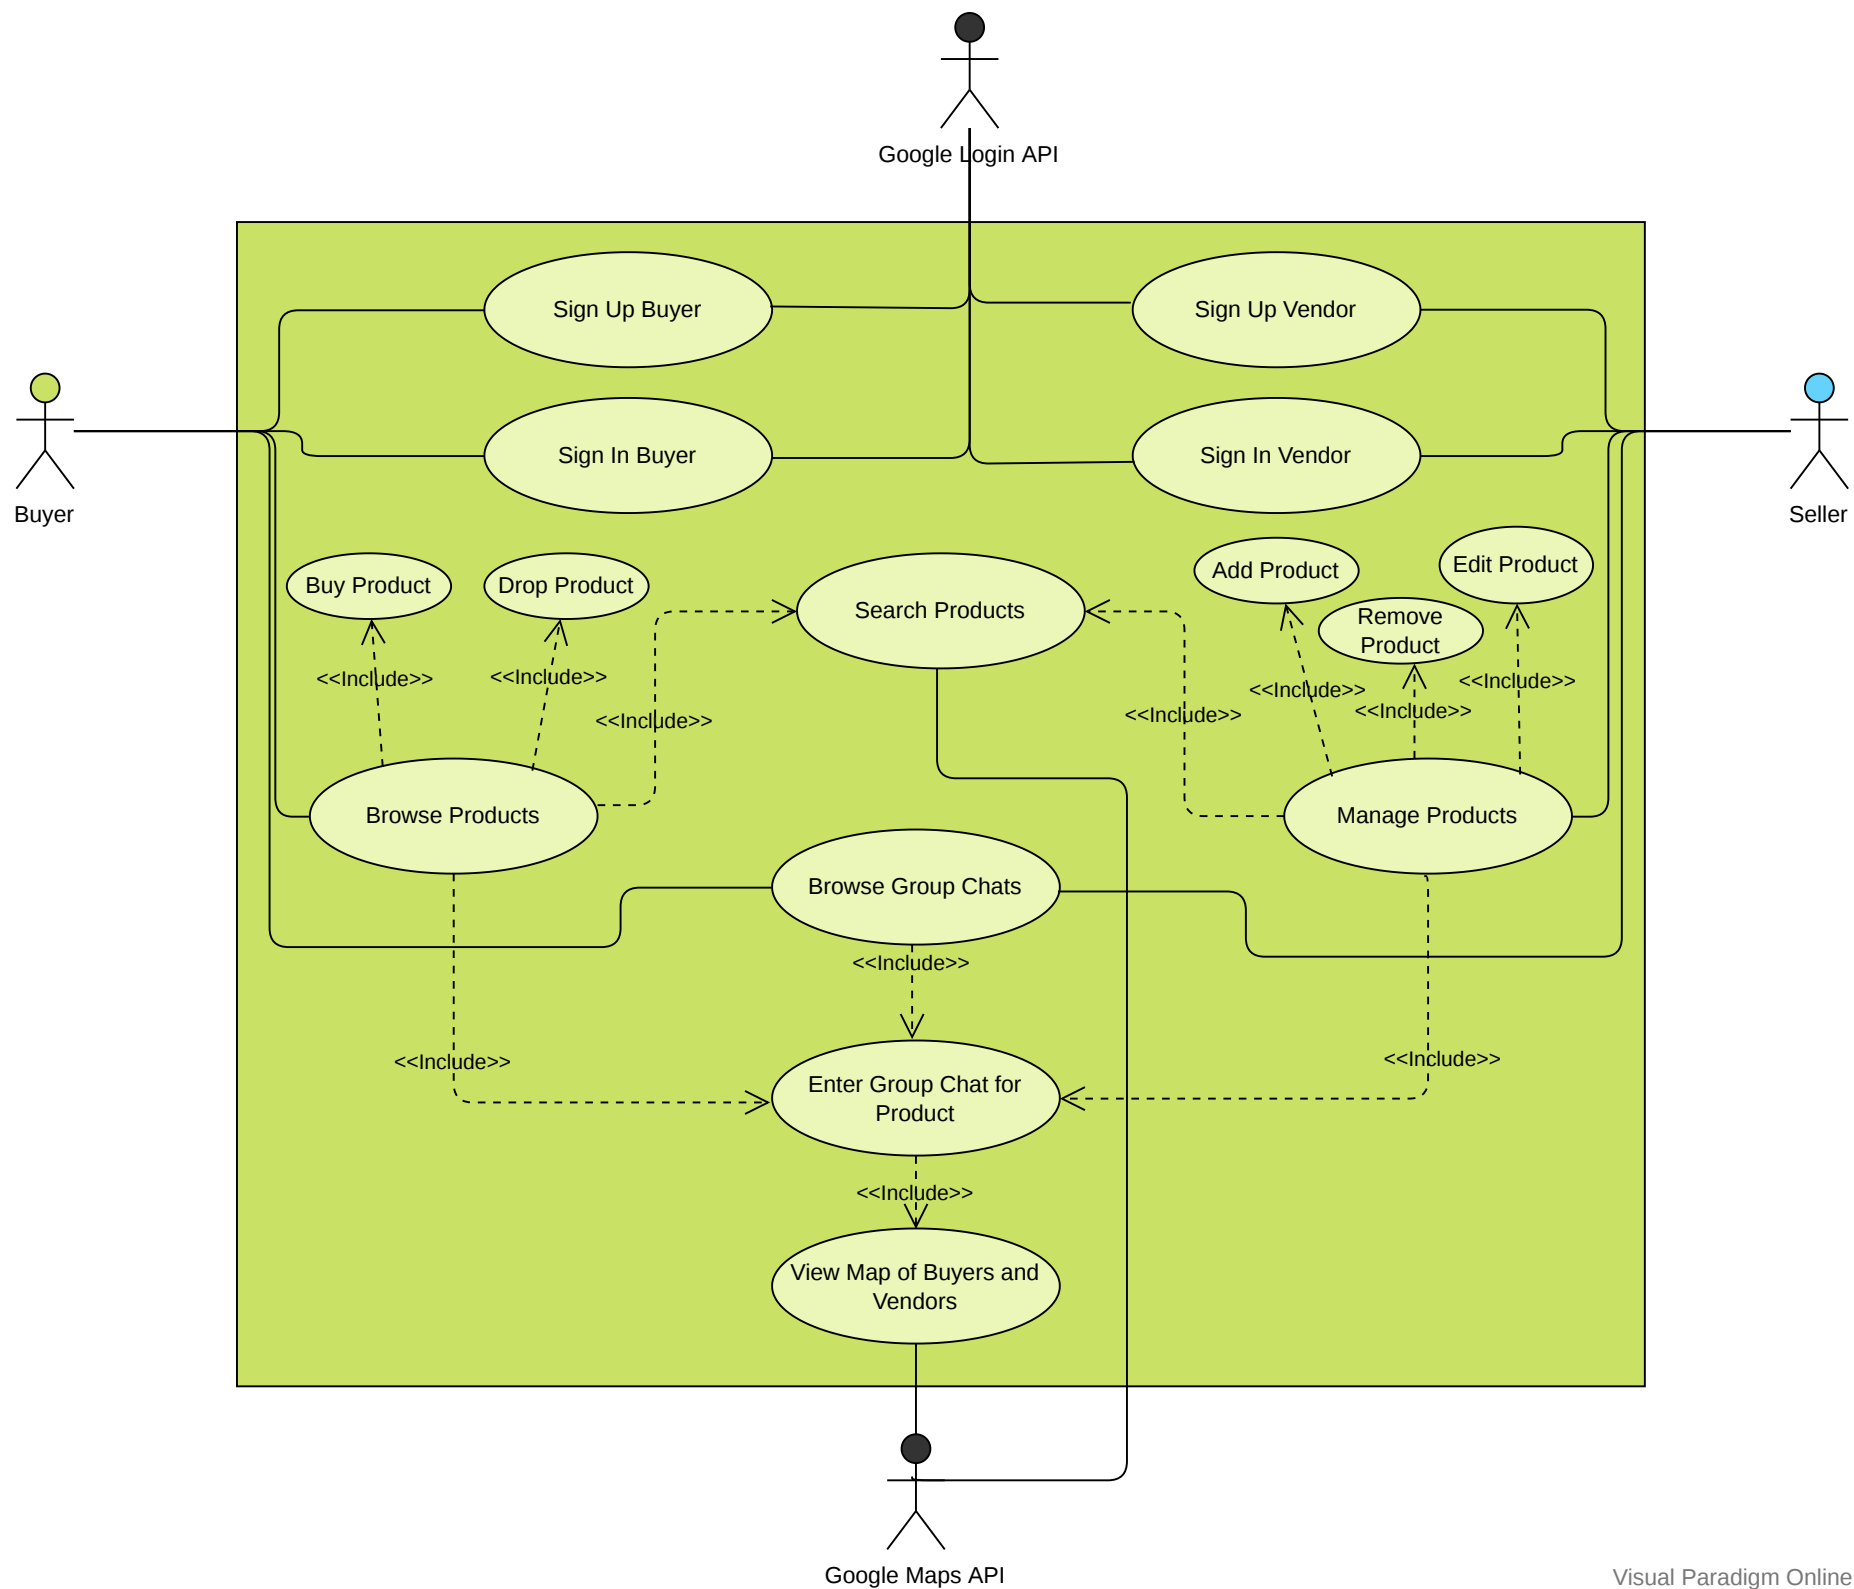 Google Login API
Sign Up Buyer
Sign Up Vendor
Sign In Buyer
Sign In Vendor
Buyer
Seller
Buy Product
Drop Product
Search Products
Add Product
Edit Product
Remove
Product
<<Include>>
<<Include>>
<<Include>>
<<Include>>
<<Include>>
<<Include>>
<<Include>>
Browse Products
Manage Products
Browse Group Chats
<<Include>>
<<Include>>
<<Include>>
Enter Group Chat for
Product
<<Include>>
View Map of Buyers and
Vendors
Google Maps API
Visual Paradigm Online